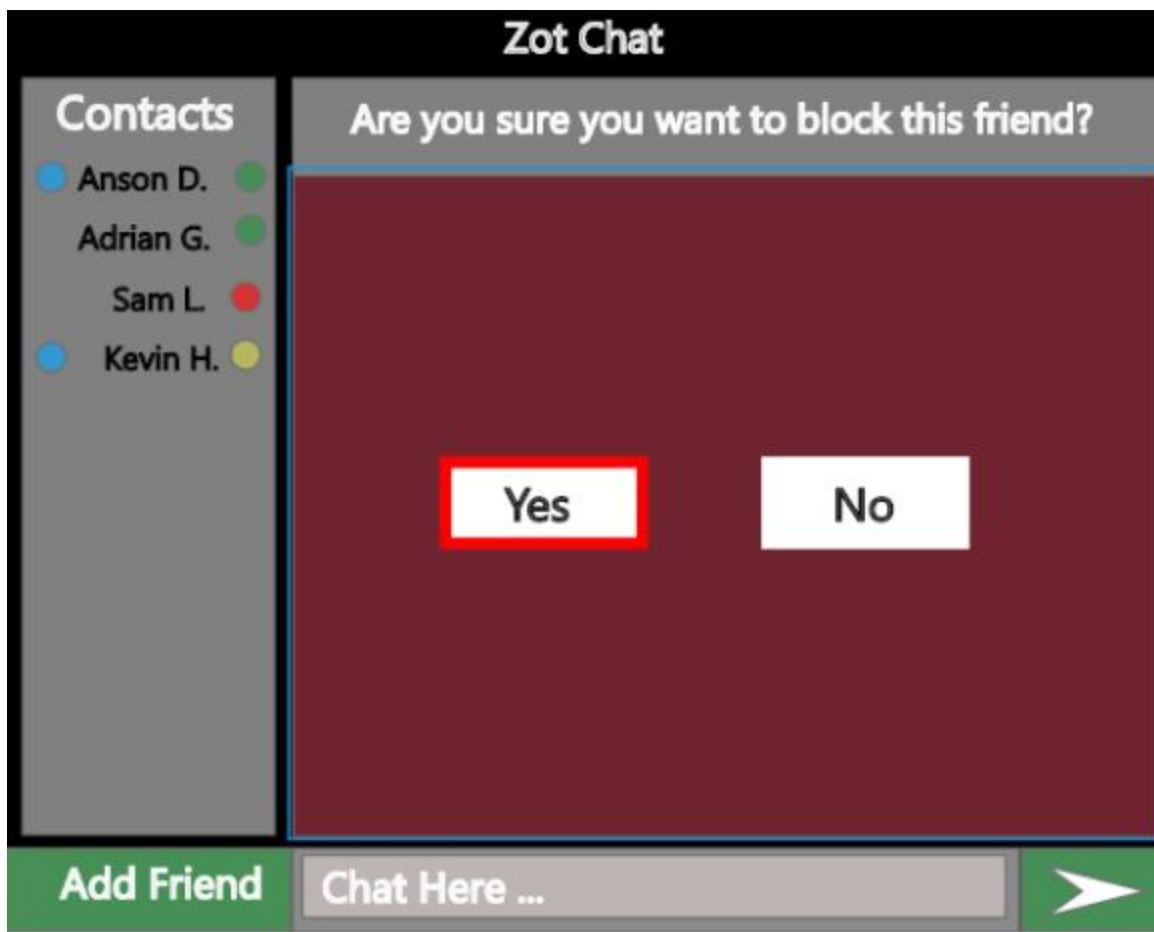 Zot Chat
Contacts
Anson D.
Adrian G.
Sam L.
Kevin H.
Are you sure you want to block this friend?
Yes
No
Add Friend
Chat Here ...